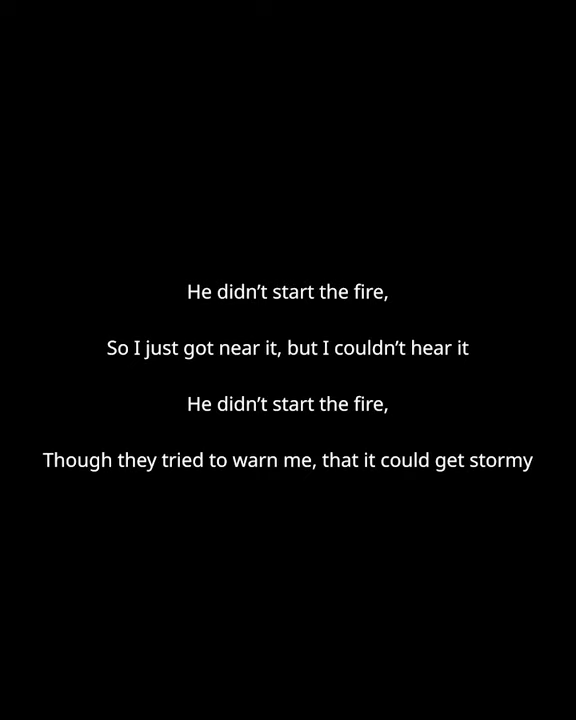 He didn’t start the fire,
So I just got near it, but I couldn’t hear it
He didn’t start the fire,
Though they tried to warn me, that it could get stormy